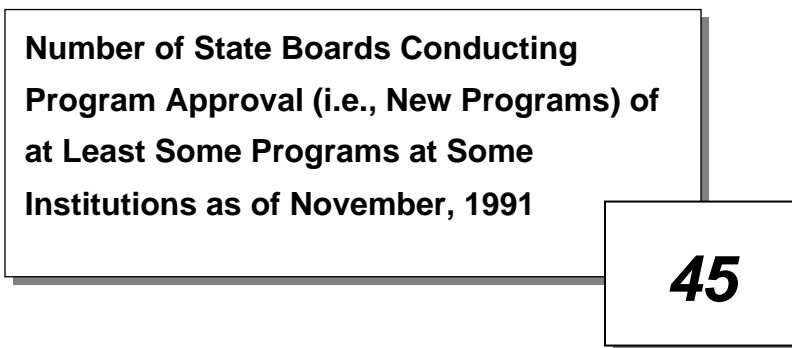 Number of State Boards Conducting
Program Approval (i.e., New Programs) of
at Least Some Programs at Some
Institutions as of November, 1991
45